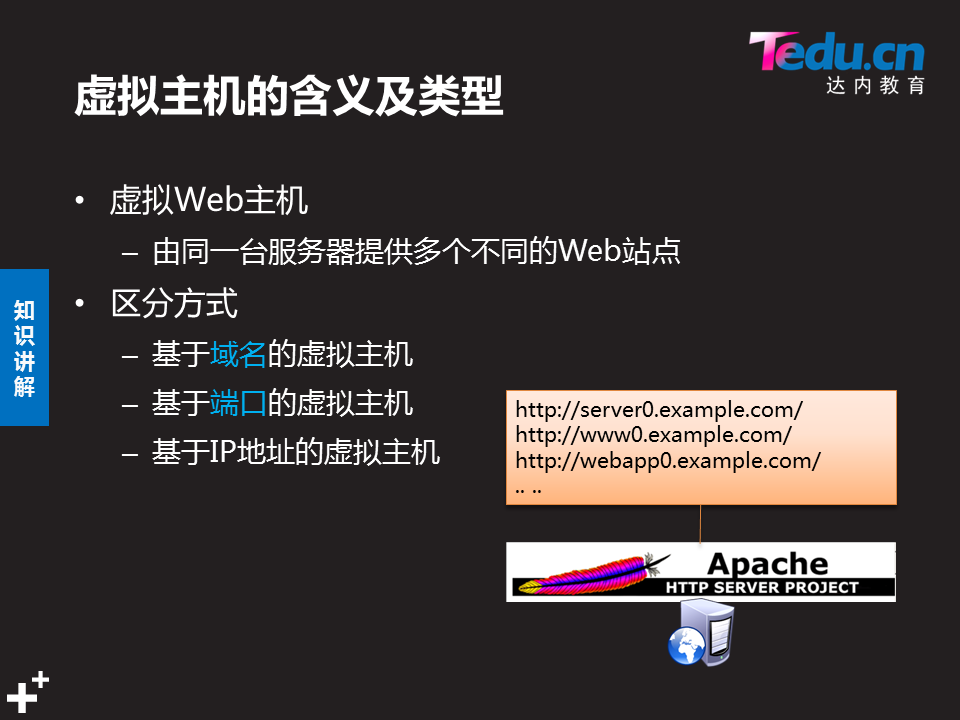 Tedu.cn
达内教育
虚拟主机的含义及类型
• 虚拟Web主机
– 由同一台服务器提供多个不同的Web站点
• 区分方式
– 基于域名的虚拟主机
– 基于端口的虚拟主机
– 基于IP地址的虚拟主机
知识讲解
http://server0.example.com/
http://www0.example.com/
http://webapp0.example.com/
.. ..
Apache
HTTP SERVER PROJECT